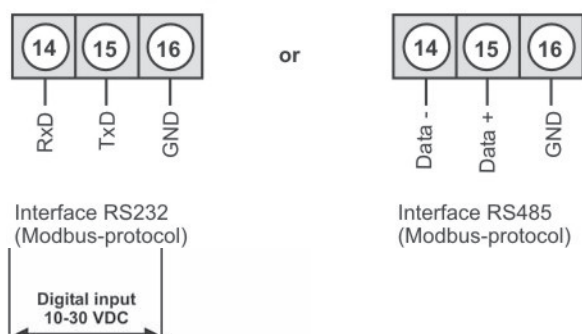 14 15 16
or
14 15 16
RxD
TxD
GND
Data -
Data +
GND
Interface RS232
(Modbus-protocol)
Interface RS485
(Modbus-protocol)
Digital input
10-30 VDC